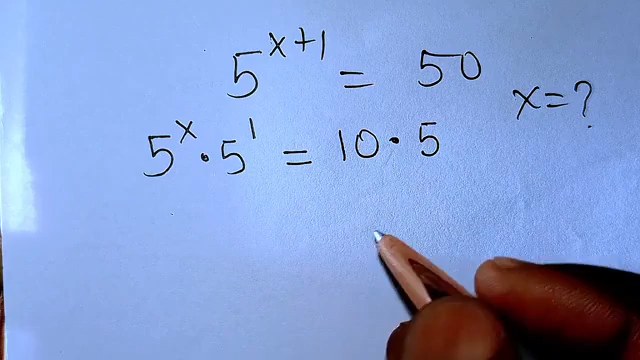 5^{x+1} = 50
x = ?
5^x · 5^1 = 10 · 5